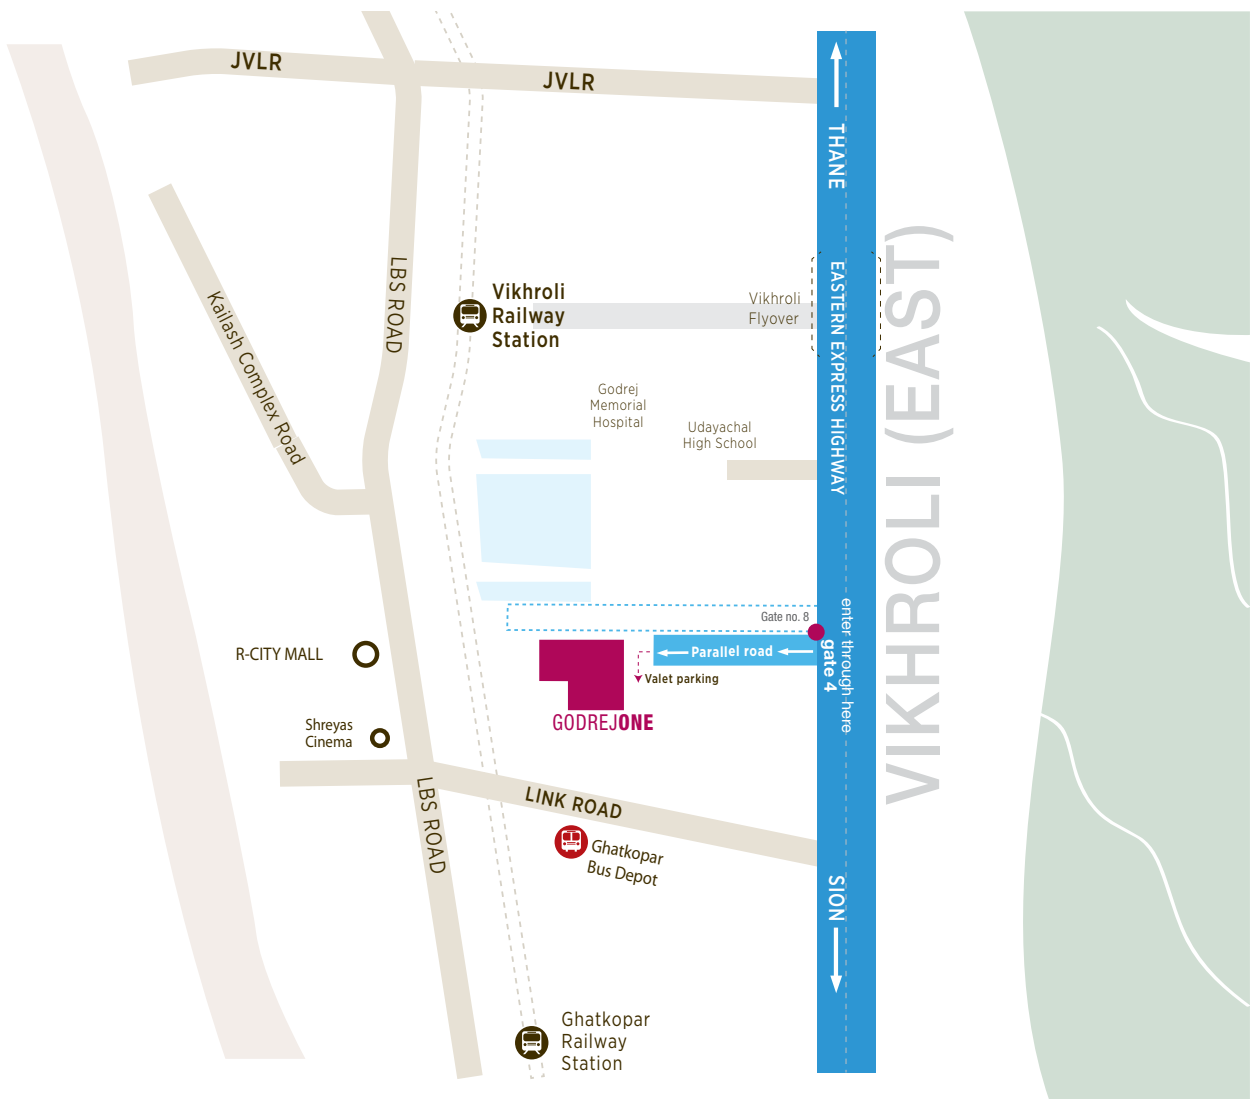 JVLR
JVLR
THANE
LBS ROAD
Kailash Complex Road
Vikhroli
Railway
Station
Vikhroli
Flyover
EASTERN EXPRESS HIGHWAY
VIKHROLI (EAST)
Godrej
Memorial
Hospital
Udayachal
High School
Gate no. 8
enter through here
gate 4
Parallel road
Valet parking
GODREJONE
R-CITY MALL
Shreyas
Cinema
LBS ROAD
LINK ROAD
Ghatkopar
Bus Depot
SION
Ghatkopar
Railway
Station